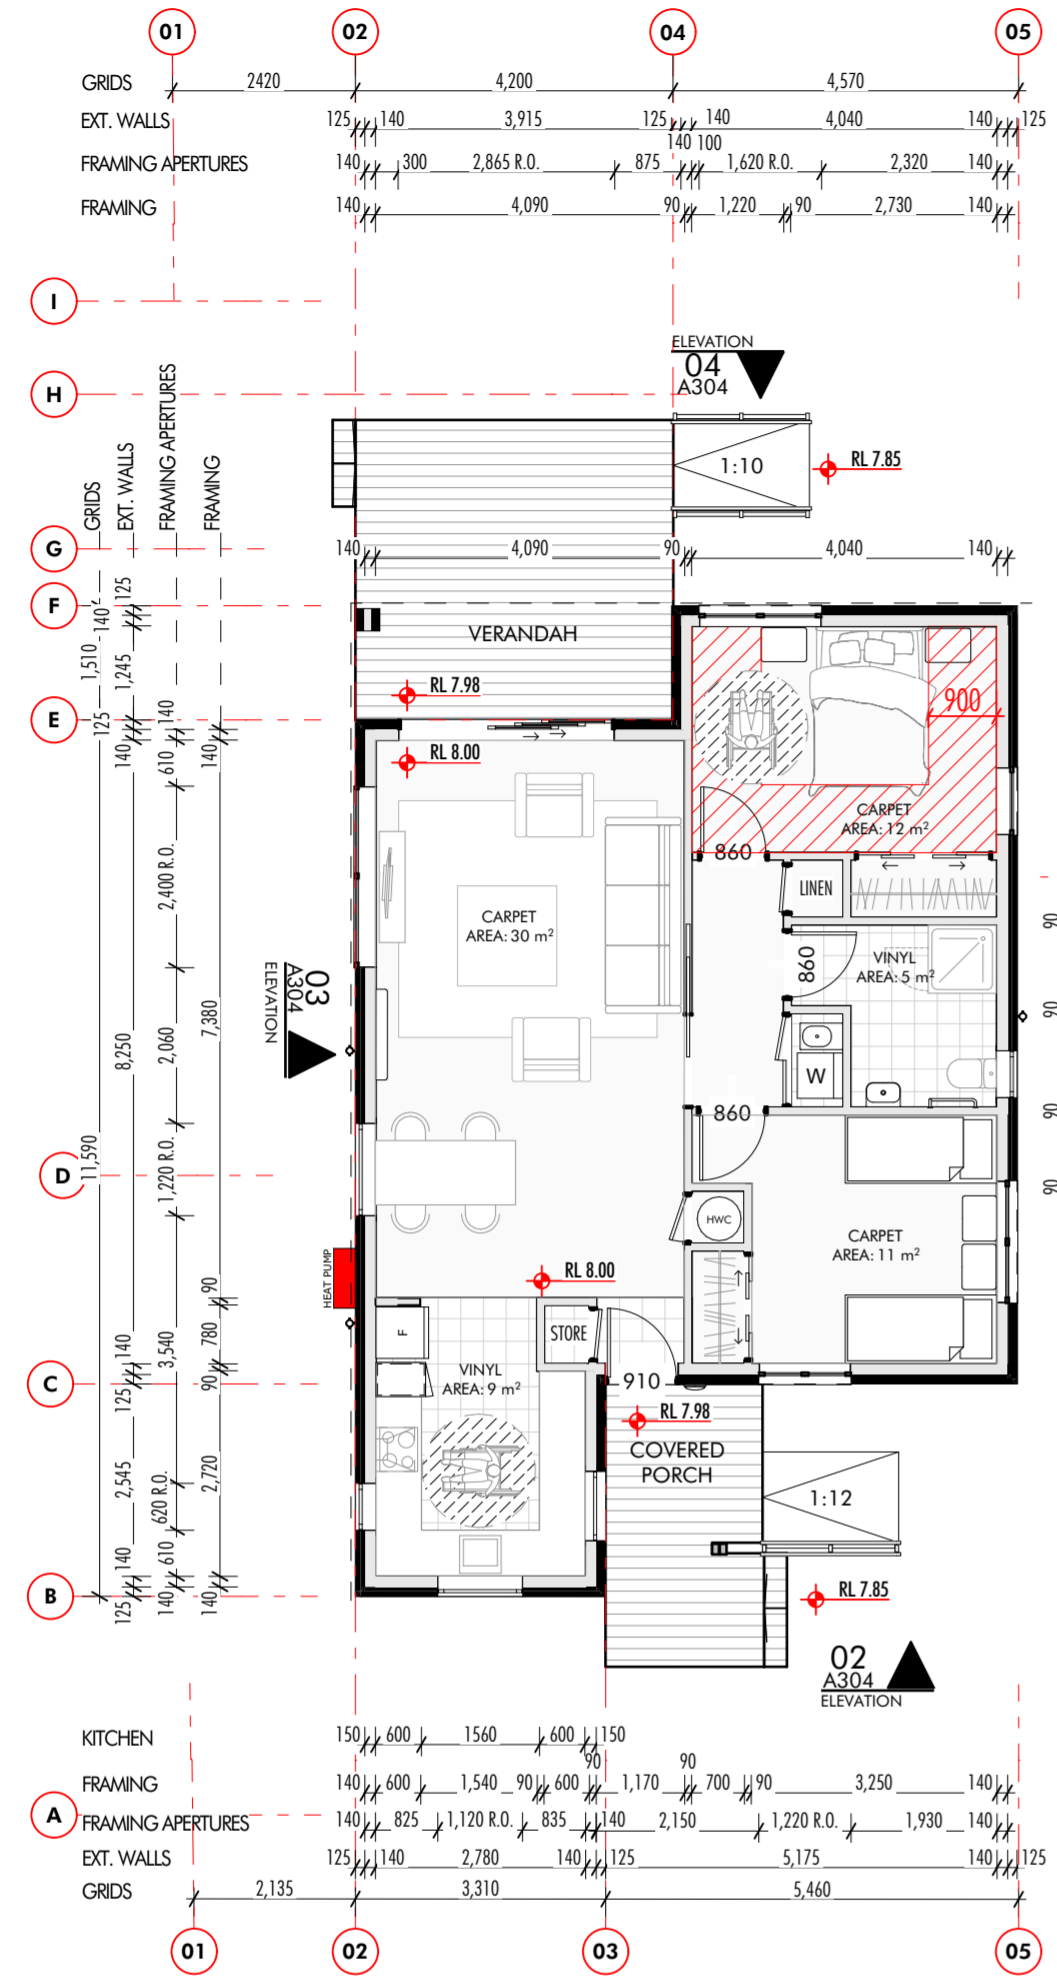 01 02 04 05
GRIDS 2420 4,200 4,570
EXT. WALLS 125 140 3,915 125 140 4,040 140 125
140 100
FRAMING APERTURES 140 300 2,865 R.O. 875 1,620 R.O. 2,320 140
FRAMING 140 4,090 90 1,220 90 2,730 140
I
H
G
F
E
D
C
B
A
GRIDS
EXT. WALLS
FRAMING APERTURES
FRAMING
1,510
11,590
125
140
1,245
125
140
8,250
140
125
2,545
140
125
140
610
2,400 R.O.
2,060
1,220 R.O.
3,540
620 R.O.
610
140
140
7,380
90
780
90
2,720
140
ELEVATION
04
A304
1:10
RL 7.85
140 4,090 90 4,040 140
VERANDAH
RL 7.98
RL 8.00
900
CARPET
AREA: 12 m²
860
LINEN
CARPET
AREA: 30 m²
VINYL
AREA: 5 m²
860
03
A304
ELEVATION
W
860
90
90
90
90
HWC
CARPET
AREA: 11 m²
HEAT PUMP
RL 8.00
F
STORE
VINYL
AREA: 9 m²
910
RL 7.98
COVERED
PORCH
1:12
RL 7.85
02
A304
ELEVATION
KITCHEN 150 600 1560 600 150
90 90
FRAMING 140 600 1,540 90 600 1,170 700 90 3,250 140
FRAMING APERTURES 140 825 1,120 R.O. 835 140 2,150 1,220 R.O. 1,930 140
EXT. WALLS 125 140 2,780 140 125 5,175 140 125
GRIDS 2,135 3,310 5,460
01 02 03 05